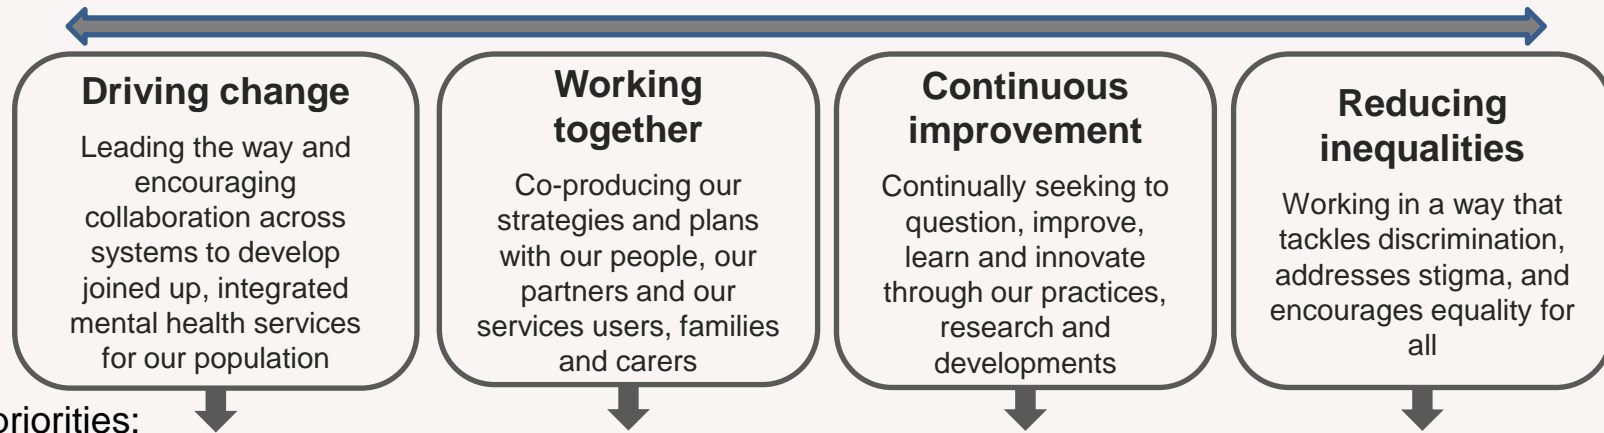 Driving change
Leading the way and
encouraging
collaboration across
systems to develop
joined up, integrated
mental health services
for our population
Working
together
Co-producing our
strategies and plans
with our people, our
partners and our
services users, families
and carers
Continuous
improvement
Continually seeking to
question, improve,
learn and innovate
through our practices,
research and
developments
Reducing
inequalities
Working in a way that
tackles discrimination,
addresses stigma, and
encourages equality for
all
priorities: